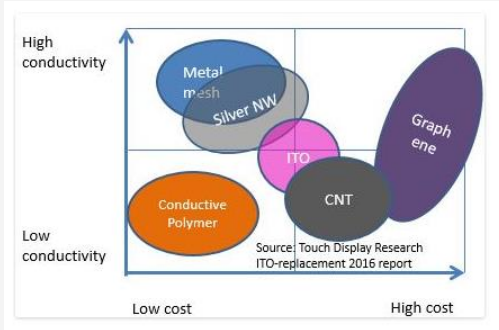 High
conductivity
Metal
mesh
Silver NW
Graph
ene
ITO
CNT
Conductive
Polymer
Low
conductivity
Source: Touch Display Research
ITO-replacement 2016 report
Low cost
High cost